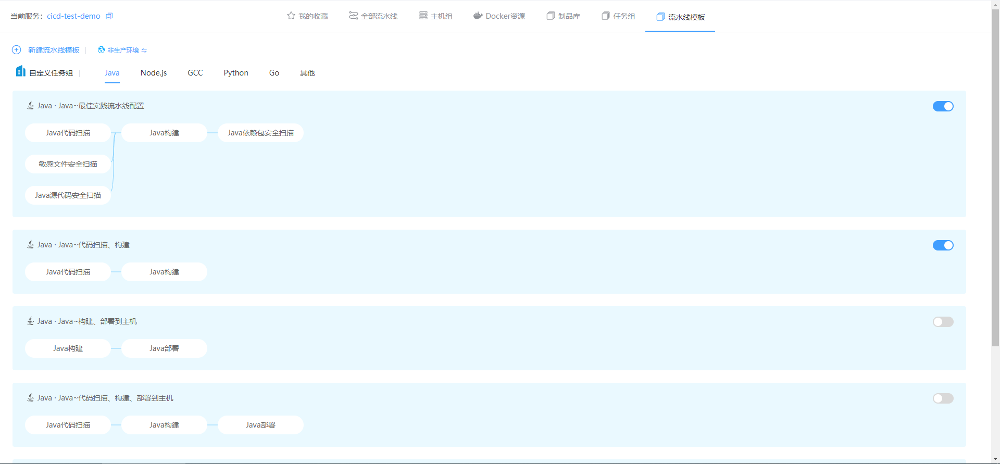 当前服务：cicd-test-demo 我的收藏 全部流水线 主机组 Docker资源 制品库 任务组 流水线模板
新建流水线模板 非生产环境
自定义任务组 Java Node.js GCC Python Go 其他
Java · Java~最佳实践流水线配置
Java代码扫描 Java构建 Java依赖包安全扫描
敏感文件安全扫描
Java源代码安全扫描
Java · Java~代码扫描、构建
Java代码扫描 Java构建
Java · Java~构建、部署到主机
Java构建 Java部署
Java · Java~代码扫描、构建、部署到主机
Java代码扫描 Java构建 Java部署